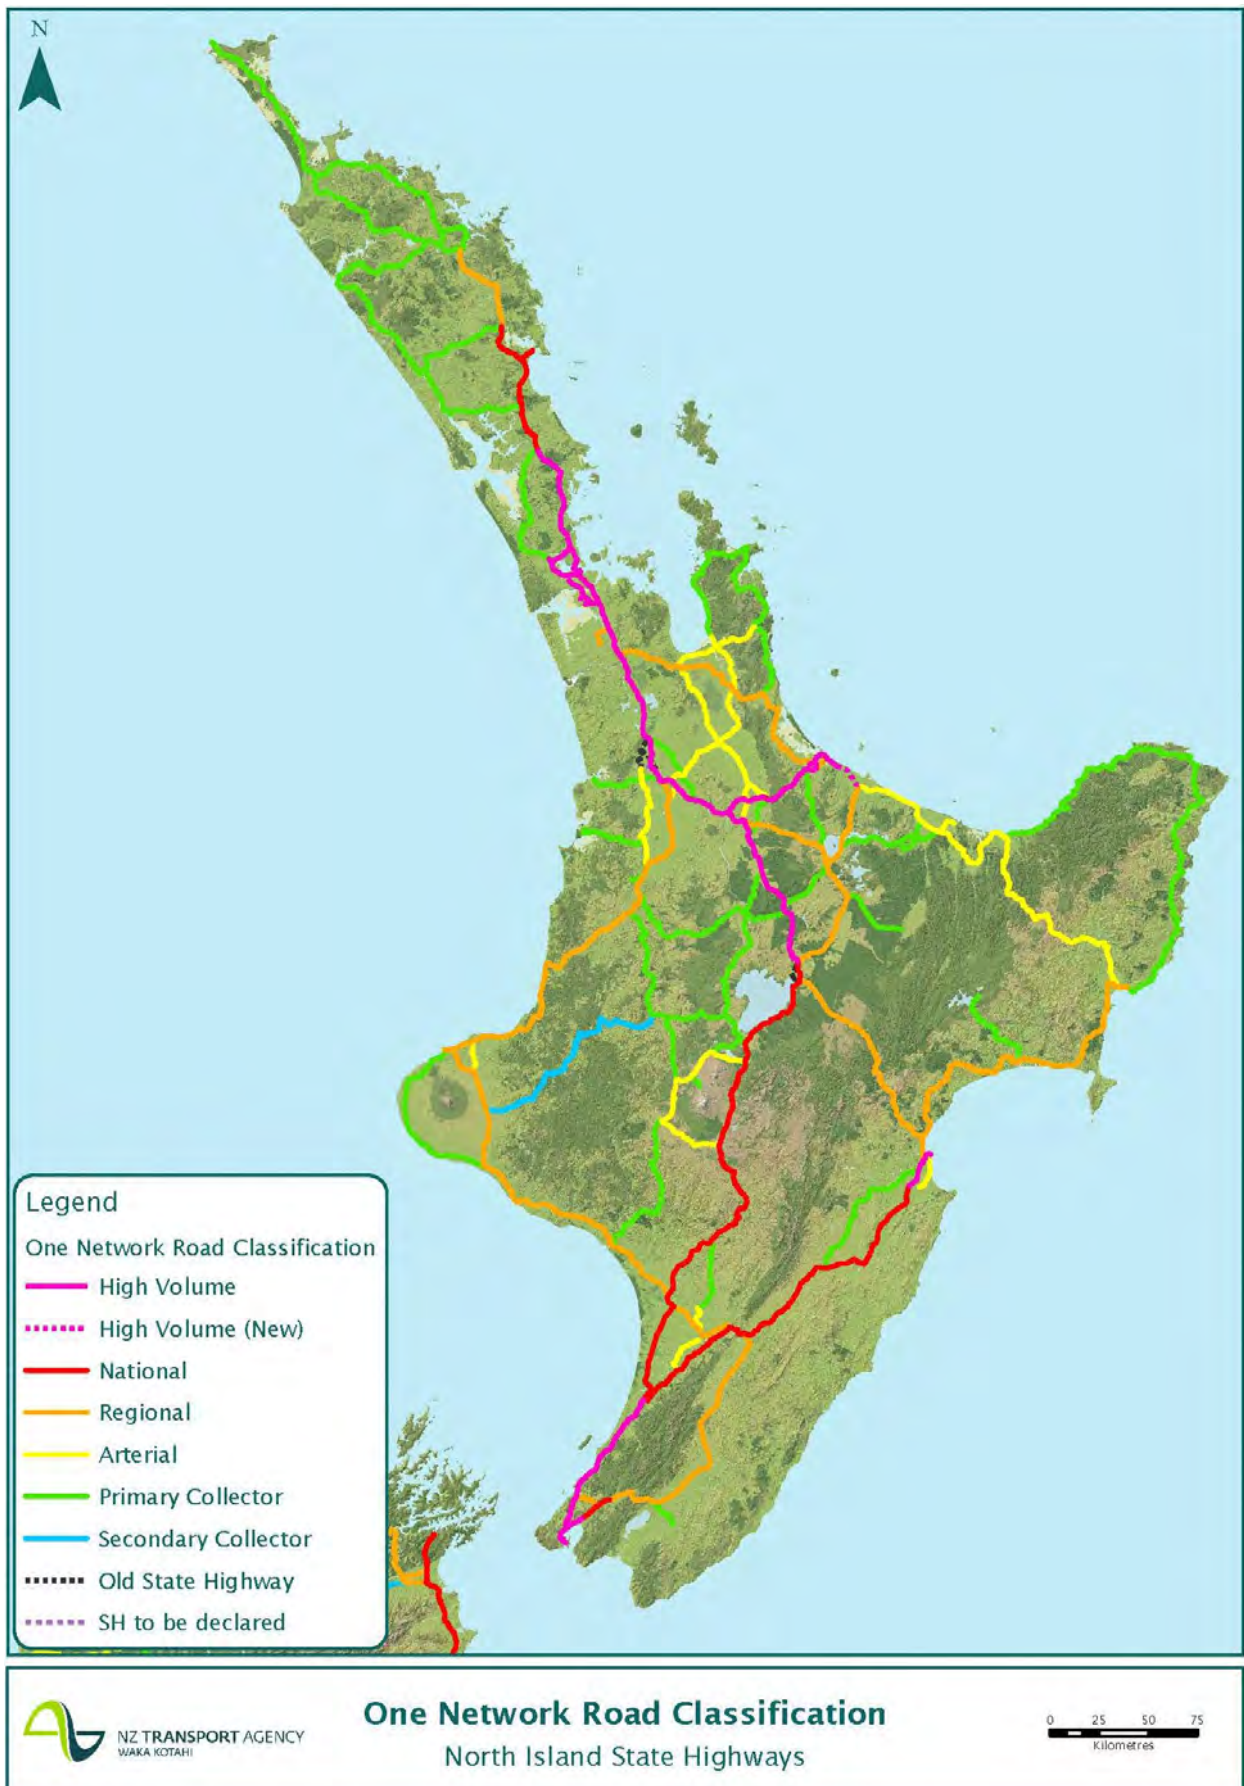 N
Legend
One Network Road Classification
High Volume
High Volume (New)
National
Regional
Arterial
Primary Collector
Secondary Collector
Old State Highway
SH to be declared
NZ TRANSPORT AGENCY
WAKA KOTAHI
One Network Road Classification
North Island State Highways
0 25 50 75
Kilometres